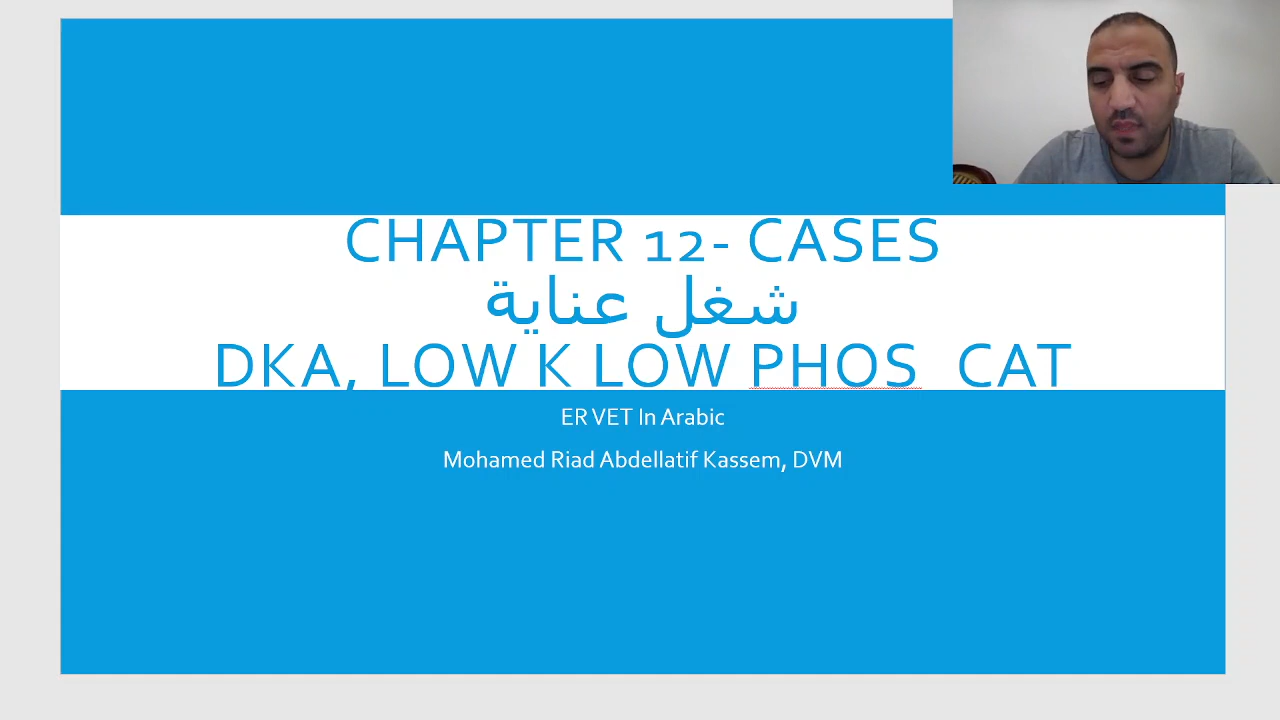 CHAPTER 12- CASES
شغل عناية
DKA, LOW K LOW PHOS CAT
ER VET In Arabic
Mohamed Riad Abdellatif Kassem, DVM